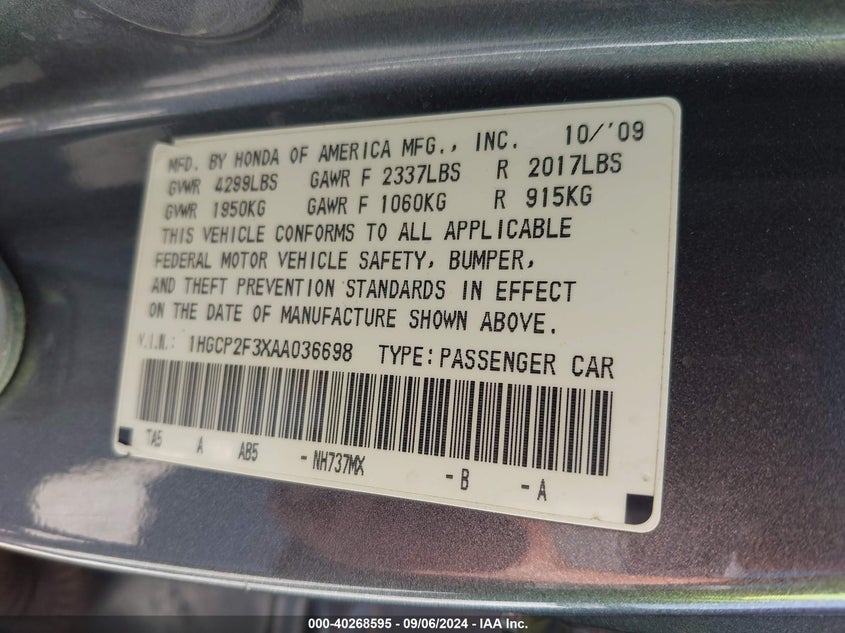 MFD. BY HONDA OF AMERICA MFG., INC. 10/'09
GVWR 4299LBS GAWR F 2337LBS R 2017LBS
GVWR 1950KG GAWR F 1060KG R 915KG
THIS VEHICLE CONFORMS TO ALL APPLICABLE
FEDERAL MOTOR VEHICLE SAFETY, BUMPER,
AND THEFT PREVENTION STANDARDS IN EFFECT
ON THE DATE OF MANUFACTURE SHOWN ABOVE.
V.I.N.: 1HGCP2F3XAA036698 TYPE:PASSENGER CAR
TA5 A AB5 -NH737MX -B -A
000-40268595 - 09/06/2024 - IAA Inc.